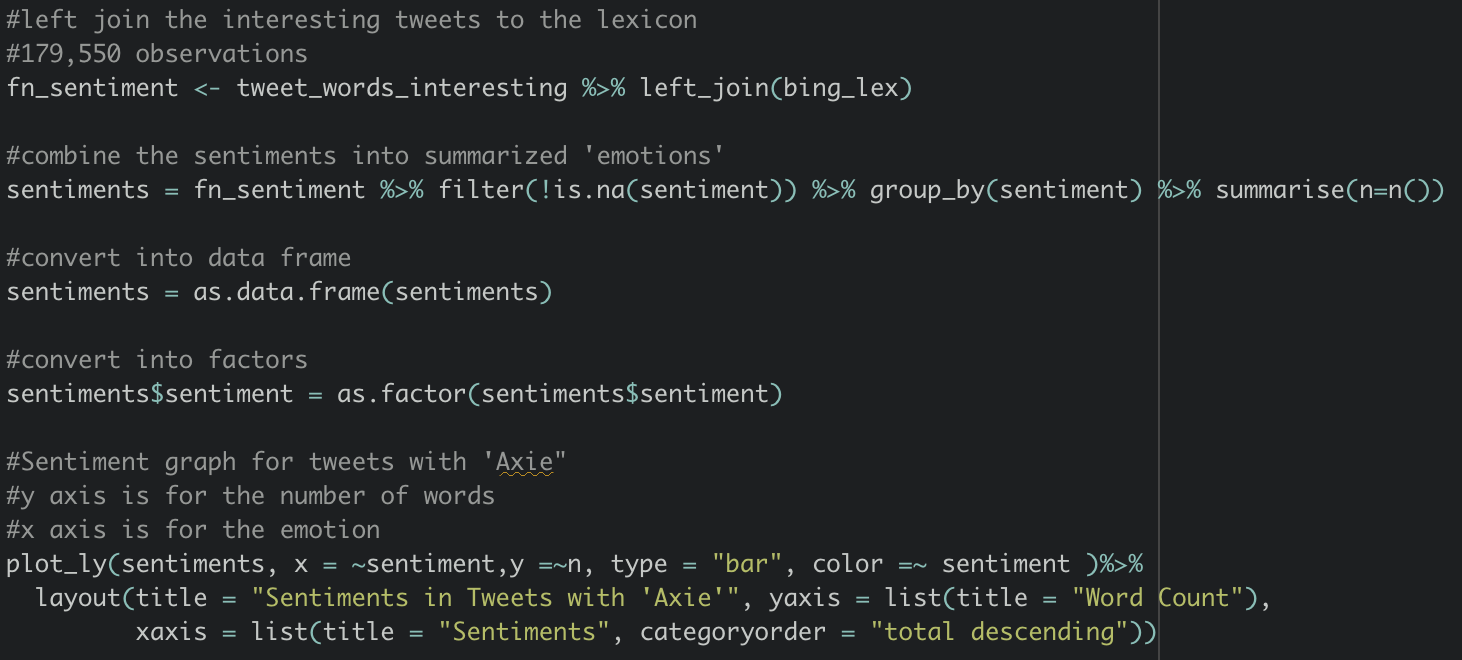 #left join the interesting tweets to the lexicon
#179,550 observations
fn_sentiment <- tweet_words_interesting %>% left_join(bing_lex)
#combine the sentiments into summarized 'emotions'
sentiments = fn_sentiment %>% filter(!is.na(sentiment)) %>% group_by(sentiment) %>% summarise(n=n())
#convert into data frame
sentiments = as.data.frame(sentiments)
#convert into factors
sentiments$sentiment = as.factor(sentiments$sentiment)
#Sentiment graph for tweets with 'Axie"
#y axis is for the number of words
#x axis is for the emotion
plot_ly(sentiments, x = ~sentiment,y =~n, type = "bar", color =~ sentiment )%>%
  layout(title = "Sentiments in Tweets with 'Axie'", yaxis = list(title = "Word Count"),
         xaxis = list(title = "Sentiments", categoryorder = "total descending"))